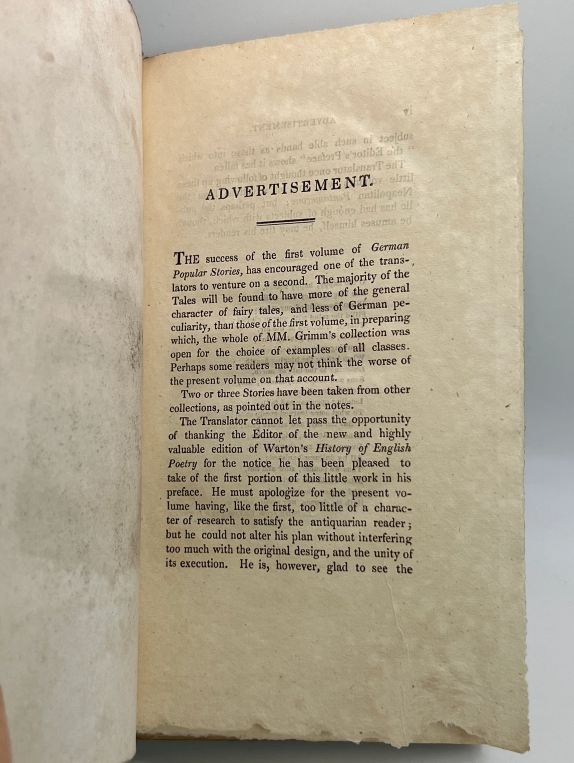 ADVERTISEMENT.
THE success of the first volume of German
Popular Stories, has encouraged one of the trans-
lators to venture on a second. The majority of the
Tales will be found to have more of the general
character of fairy tales, and less of German pe-
culiarity, than those of the first volume, in preparing
which, the whole of MM. Grimm's collection was
open for the choice of examples of all classes.
Perhaps some readers may not think the worse of
the present volume on that account.
Two or three Stories have been taken from other
collections, as pointed out in the notes.
The Translator cannot let pass the opportunity
of thanking the Editor of the new and highly
valuable edition of Warton's History of English
Poetry for the notice he has been pleased to
take of the first portion of this little work in his
preface. He must apologize for the present vo-
lume having, like the first, too little of a charac-
ter of research to satisfy the antiquarian reader;
but he could not alter his plan without interfering
too much with the original design, and the unity of
its execution. He is, however, glad to see the